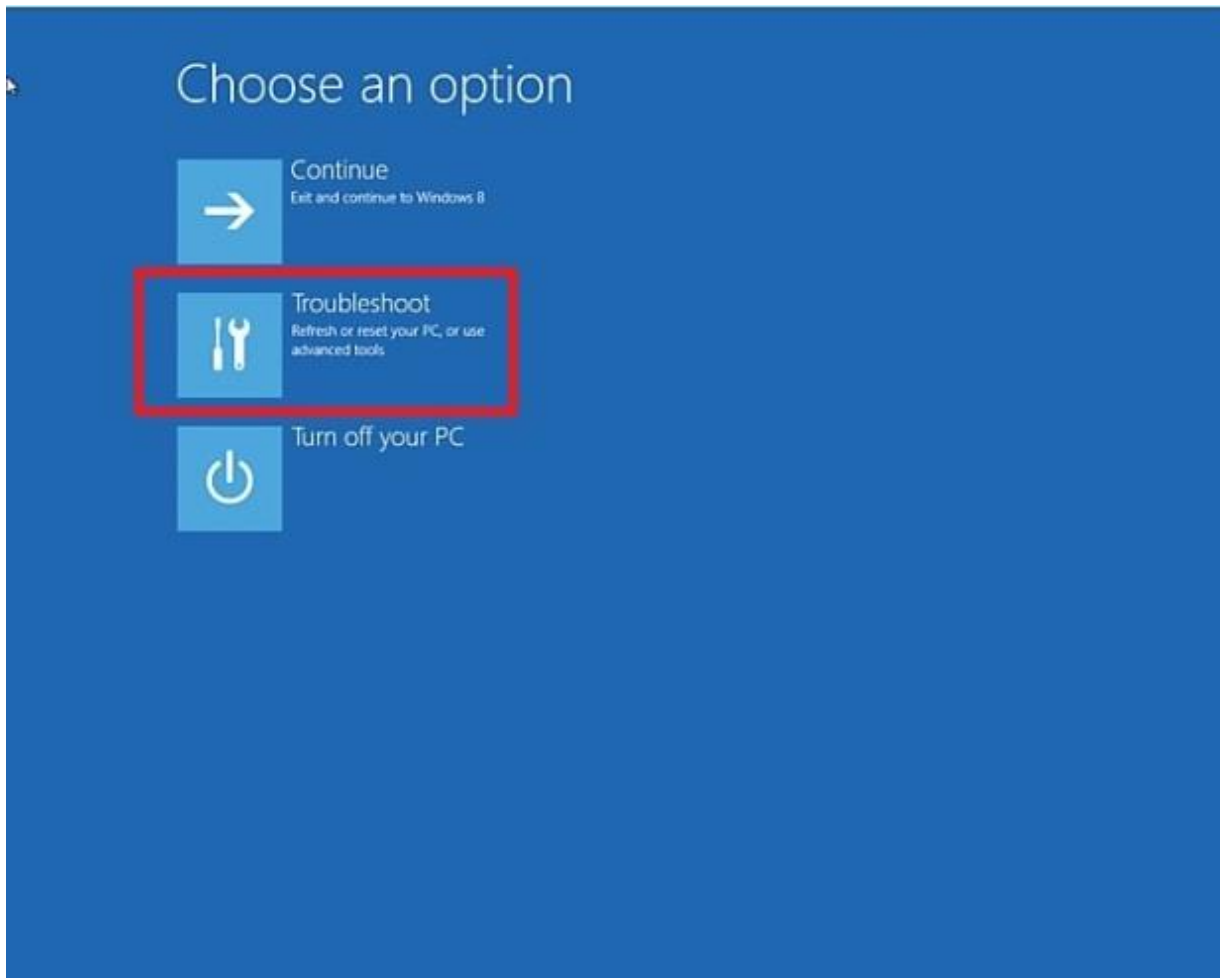 Choose an option
Continue
Exit and continue to Windows 8
Troubleshoot
Refresh or reset your PC, or use
advanced tools
Turn off your PC